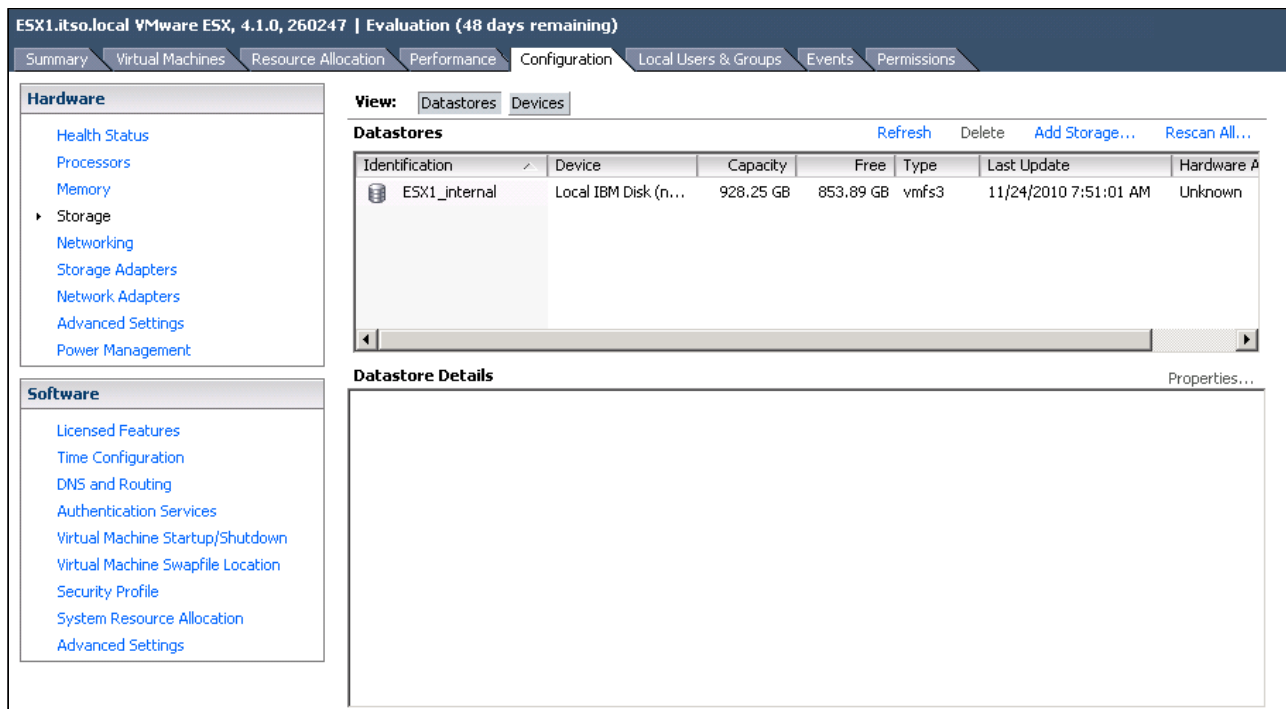 ESX1.itso.local VMware ESX, 4.1.0, 260247 | Evaluation (48 days remaining)
Summary Virtual Machines Resource Allocation Performance Configuration Local Users & Groups Events Permissions
Hardware
Health Status
Processors
Memory
Storage
Networking
Storage Adapters
Network Adapters
Advanced Settings
Power Management
Software
Licensed Features
Time Configuration
DNS and Routing
Authentication Services
Virtual Machine Startup/Shutdown
Virtual Machine Swapfile Location
Security Profile
System Resource Allocation
Advanced Settings
View: Datastores Devices
Datastores Refresh Delete Add Storage... Rescan All...
Identification Device Capacity Free Type Last Update Hardware A
ESX1_internal Local IBM Disk (n... 928.25 GB 853.89 GB vmfs3 11/24/2010 7:51:01 AM Unknown
Datastore Details Properties...